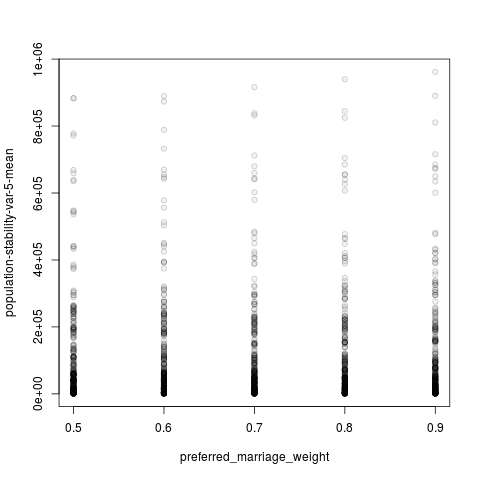 1e+06
8e+05
6e+05
4e+05
2e+05
0e+00
population-stability-var-5-mean
0.5 0.6 0.7 0.8 0.9
preferred_marriage_weight